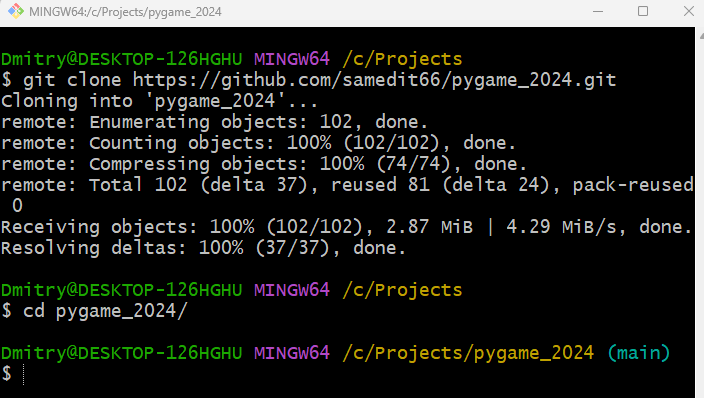 MINGW64:/c/Projects/pygame_2024
Dmitry@DESKTOP-126HGHU MINGW64 /c/Projects
$ git clone https://github.com/samedit66/pygame_2024.git
Cloning into 'pygame_2024'...
remote: Enumerating objects: 102, done.
remote: Counting objects: 100% (102/102), done.
remote: Compressing objects: 100% (74/74), done.
remote: Total 102 (delta 37), reused 81 (delta 24), pack-reused
0
Receiving objects: 100% (102/102), 2.87 MiB | 4.29 MiB/s, done.
Resolving deltas: 100% (37/37), done.
Dmitry@DESKTOP-126HGHU MINGW64 /c/Projects
$ cd pygame_2024/
Dmitry@DESKTOP-126HGHU MINGW64 /c/Projects/pygame_2024 (main)
$